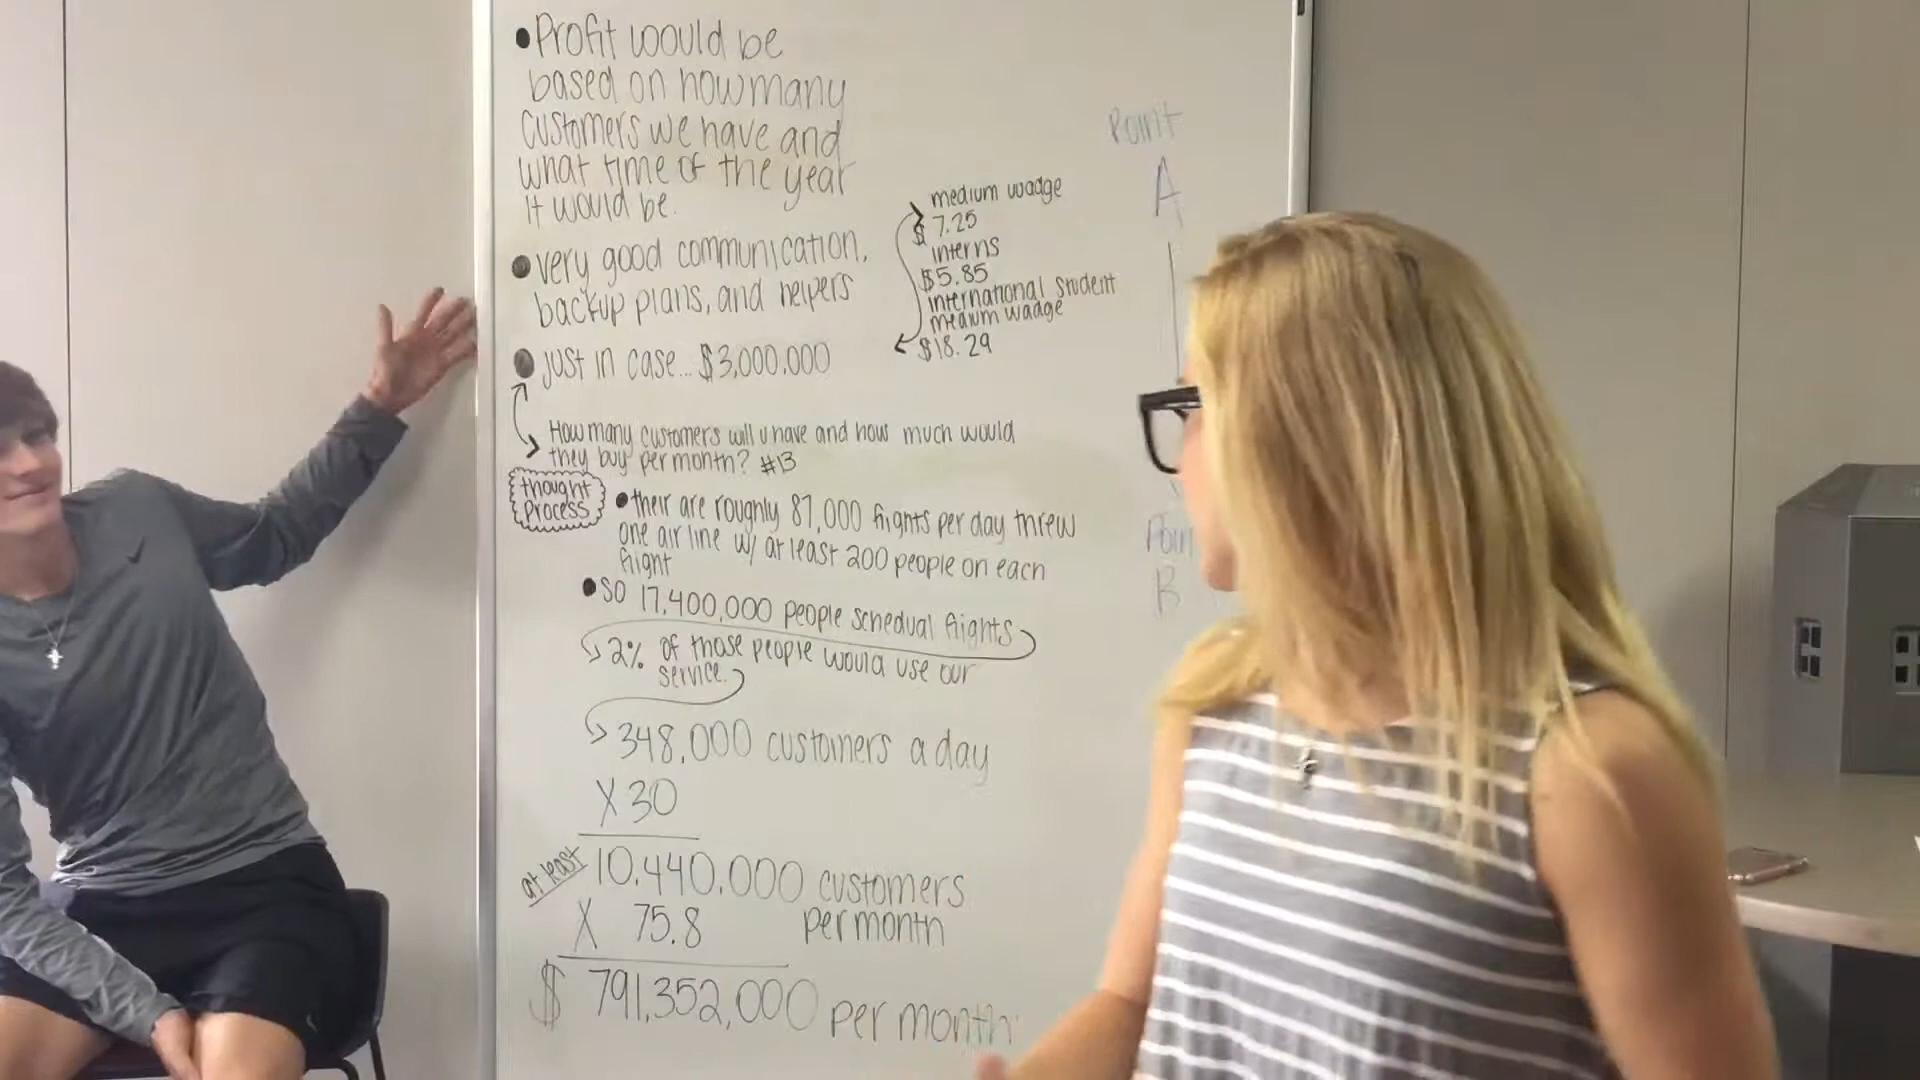 •Profit would be
based on how many
customers we have and
what time of the year
it would be.
•very good communication,
backup plans, and helpers
•just in case... $3,000.000
How many customers will u have and how much would
they buy per month? #13
thought
process
•their are roughly 87,000 flights per day threw
one air line w/ at least 200 people on each
flight
•so 17,400,000 people schedual flights
2% of those people would use our
service.
348,000 customers a day
X 30
at least 10,440,000 customers
per month
X 75.8
$ 791,352,000 per month
medium wadge
$ 7.25
interns
$5.85
international student
medium wadge
$18.29
Point
A
Poin
B